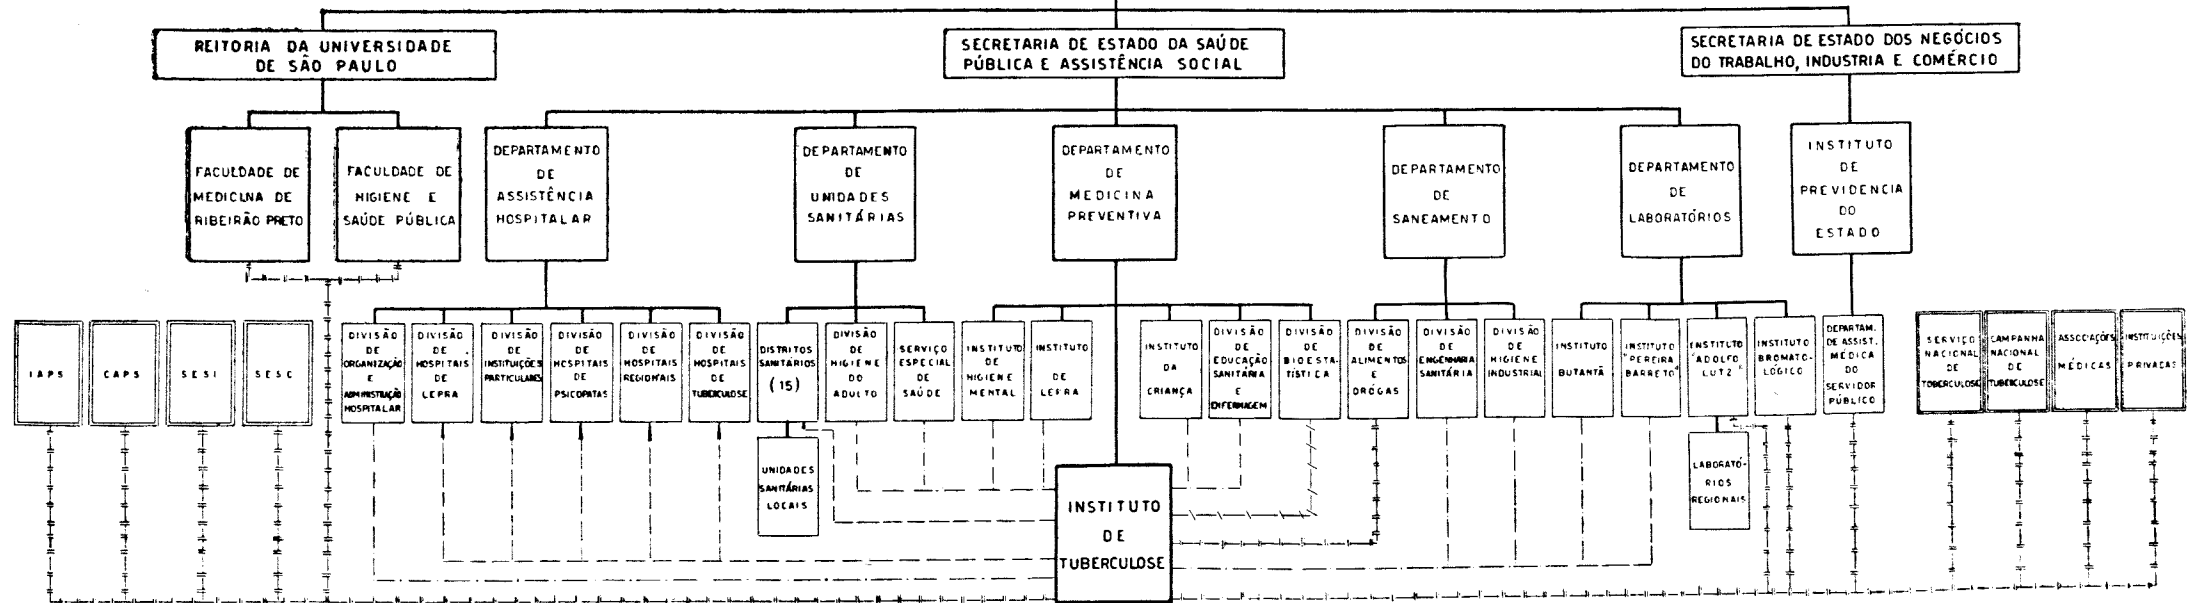 REITORIA DA UNIVERSIDADE
DE SÃO PAULO
SECRETARIA DE ESTADO DA SAÚDE
PÚBLICA E ASSISTÊNCIA SOCIAL
SECRETARIA DE ESTADO DOS NEGÓCIOS
DO TRABALHO, INDUSTRIA E COMÉRCIO
FACULDADE DE
MEDICINA DE
RIBEIRÃO PRETO
FACULDADE DE
HIGIENE E
SAÚDE PÚBLICA
DEPARTAMENTO
DE
ASSISTÊNCIA
HOSPITALAR
DEPARTAMENTO
DE
UNIDADES
SANITÁRIAS
DEPARTAMENTO
DE
MEDICINA
PREVENTIVA
DEPARTAMENTO
DE
SANEAMENTO
DEPARTAMENTO
DE
LABORATÓRIOS
INSTITUTO
DE
PREVIDENCIA
DO
ESTADO
IAPS
CAPS
SESI
SESC
DIVISÃO
DE
ORGANIZAÇÃO
E
ADMINISTRAÇÃO
HOSPITALAR
DIVISÃO
DE
HOSPITAIS
DE
LEPRA
DIVISÃO
DE
INSTITUIÇÕES
PARTICULARES
DIVISÃO
DE
HOSPITAIS
DE
PSICOPATAS
DIVISÃO
DE
HOSPITAIS
REGIONAIS
DIVISÃO
DE
HOSPITAIS
DE
TUBERCULOSE
DISTRITOS
SANITÁRIOS
(15)
DIVISÃO
DE
HIGIENE
DO
ADULTO
SERVIÇO
ESPECIAL
DE
SAÚDE
INSTITUTO
DE
HIGIENE
MENTAL
INSTITUTO
DE
LEPRA
INSTITUTO
DA
CRIANÇA
DIVISÃO
DE
EDUCAÇÃO
SANITÁRIA
E
ENFERMAGEM
DIVISÃO
DE
BIOESTA-
TÍSTICA
DIVISÃO
DE
ALIMENTOS
E
DRÓGAS
DIVISÃO
DE
ENGENHARIA
SANITÁRIA
DIVISÃO
DE
HIGIENE
INDUSTRIAL
INSTITUTO
BUTANTÃ
INSTITUTO
"PEREIRA
BARRETO"
INSTITUTO
"ADOLFO
LUTZ"
INSTITUTO
BROMATO-
LÓGICO
DEPARTAM.
DE ASSIST.
MÉDICA
DO
SERVIDOR
PÚBLICO
SERVIÇO
NACIONAL
DE
TOBERCULOSE
CAMPANHA
NACIONAL
DE
TUBERCULOSE
ASSOCIAÇÕES
MÉDICAS
INSTITUIÇÕES
PRIVADAS
UNIDADES
SANITÁRIAS
LOCAIS
LABORATÓ-
RIOS
REGIONAIS
INSTITUTO
DE
TUBERCULOSE